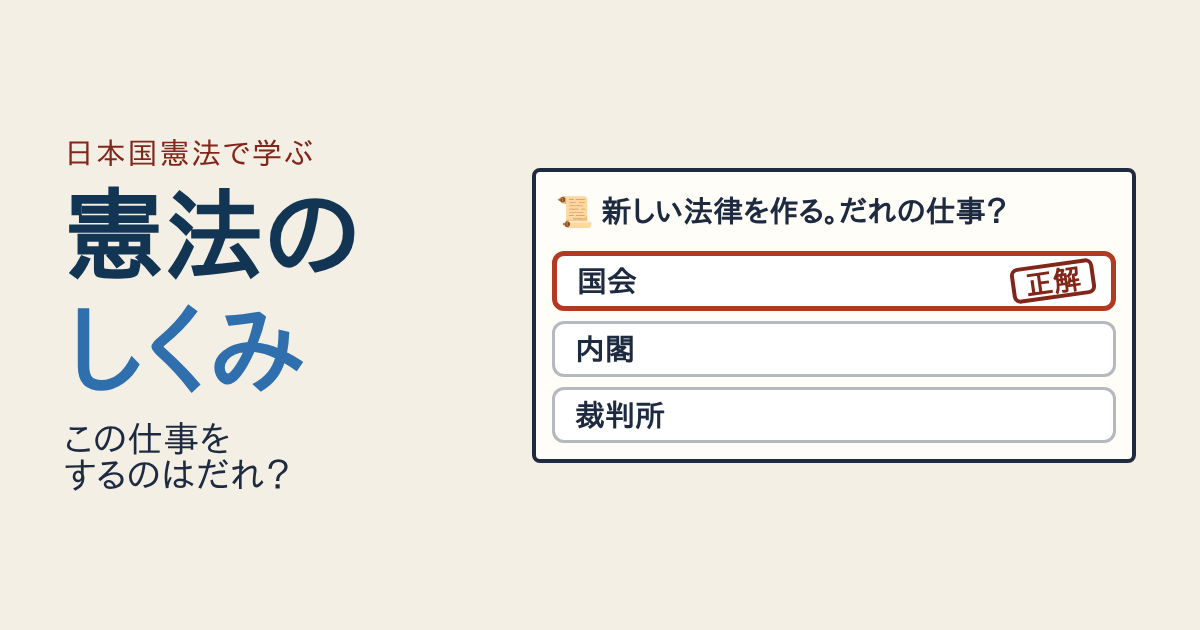 日本国憲法で学ぶ
憲法の
しくみ
この仕事を
するのはだれ？
📜 新しい法律を作る。だれの仕事？
国会
正解
内閣
裁判所